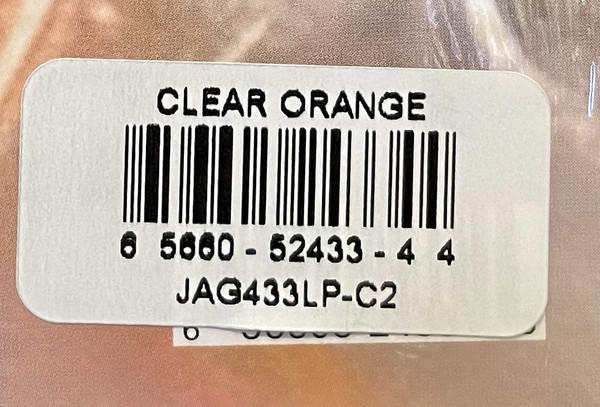 CLEAR ORANGE
6 5660 - 52433 - 4 4
JAG433LP-C2